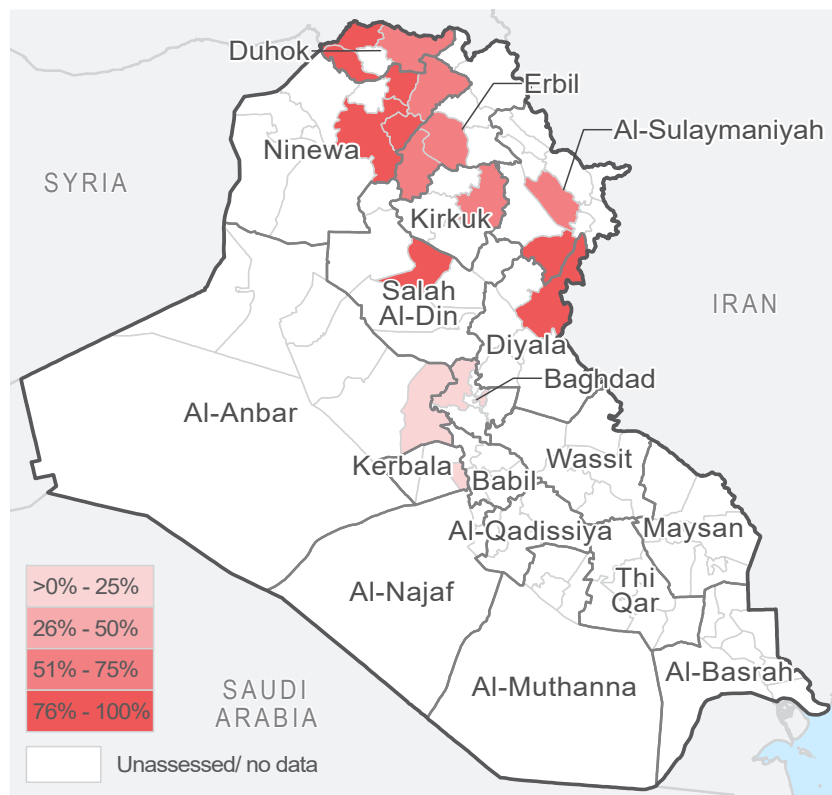 Duhok
Erbil
Al-Sulaymaniyah
Ninewa
SYRIA
Kirkuk
Salah
Al-Din
IRAN
Diyala
Baghdad
Al-Anbar
Kerbala
Babil
Wassit
Al-Qadissiya
Maysan
Al-Najaf
Thi
Qar
Al-Muthanna
Al-Basrah
SAUDI
ARABIA
>0% - 25%
26% - 50%
51% - 75%
76% - 100%
Unassessed/ no data